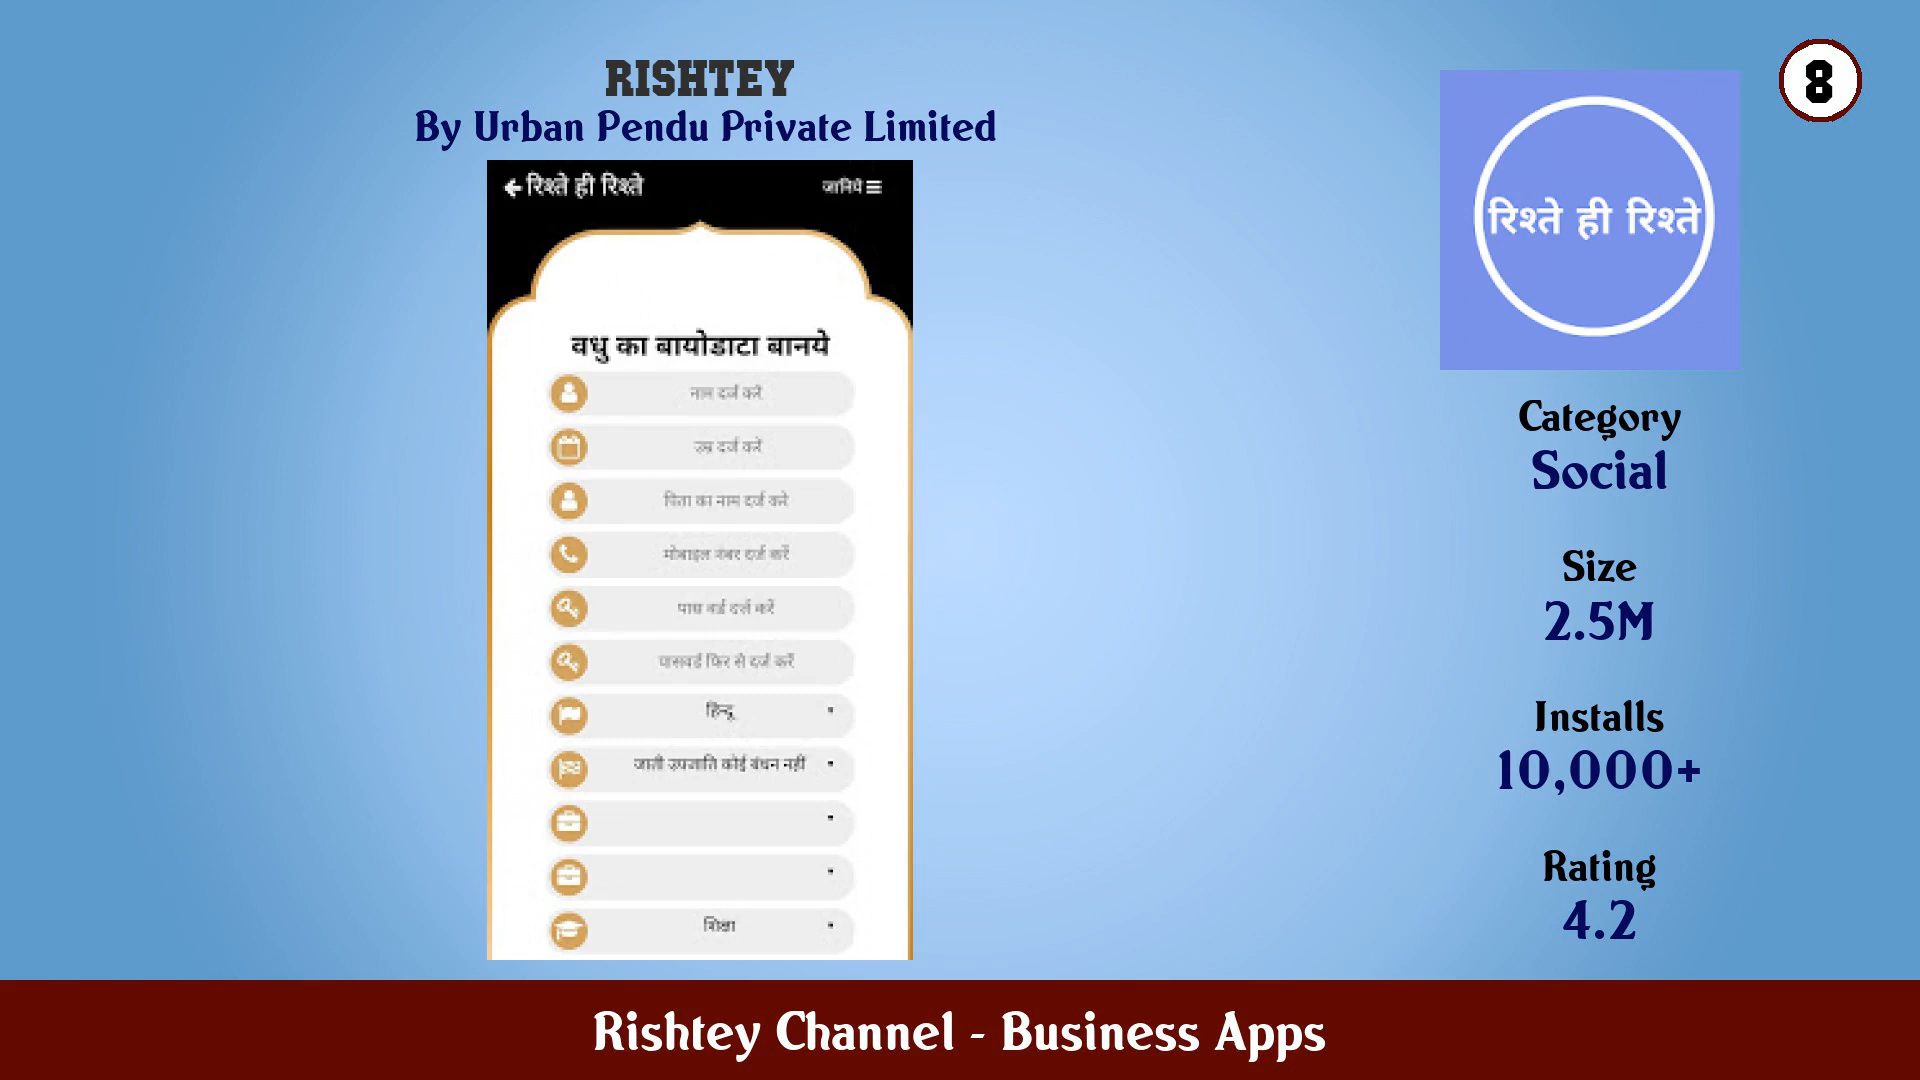 RISHTEY
By Urban Pendu Private Limited
8
रिश्ते ही रिश्ते
जानिये
वधु का बायोडाटा बानये
नाम दर्ज करें
उम्र दर्ज करें
पिता का नाम दर्ज करे
मोबाइल नंबर दर्ज करें
पास वर्ड दर्ज करें
पासवर्ड फिर से दर्ज करें
हिन्दू
जाती उपजाति कोई बंधन नहीं
शिक्षा
रिश्ते ही रिश्ते
Category
Social
Size
2.5M
Installs
10,000+
Rating
4.2
Rishtey Channel - Business Apps